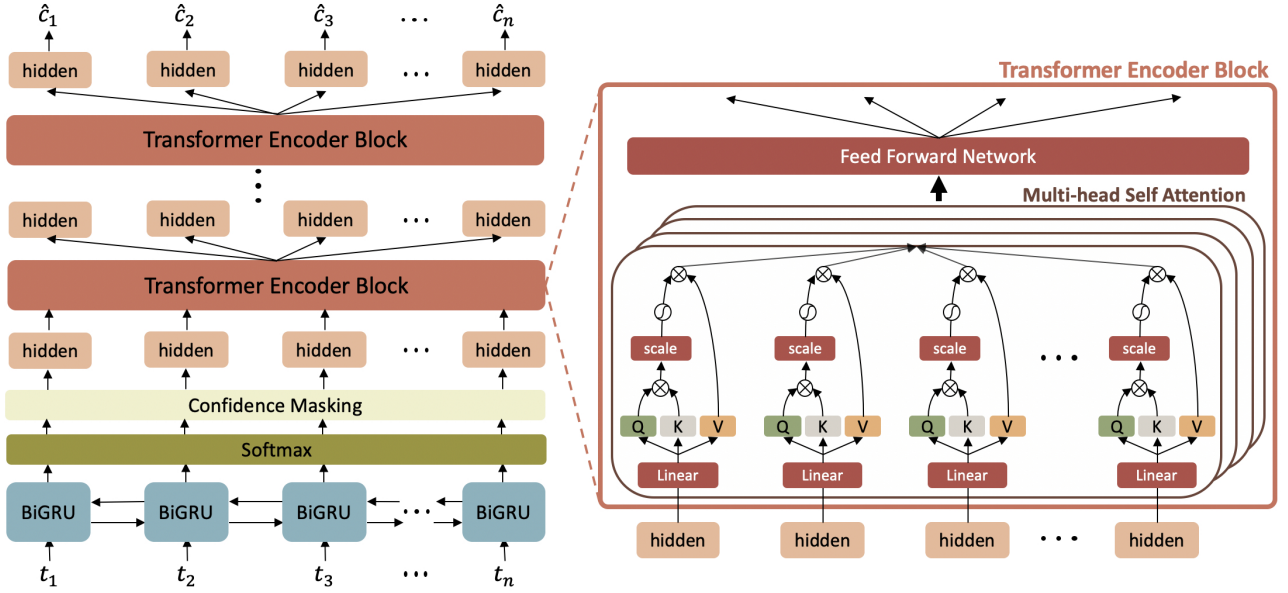 ĉ₁ ĉ₂ ĉ₃ ... ĉₙ
hidden hidden hidden ... hidden
Transformer Encoder Block
hidden hidden hidden ... hidden
Transformer Encoder Block
hidden hidden hidden ... hidden
Confidence Masking
Softmax
BiGRU BiGRU BiGRU ... BiGRU
t₁ t₂ t₃ ... tₙ
Transformer Encoder Block
Feed Forward Network
Multi-head Self Attention
scale scale scale ... scale
Q K V Q K V Q K V Q K V
Linear Linear Linear Linear
hidden hidden hidden ... hidden